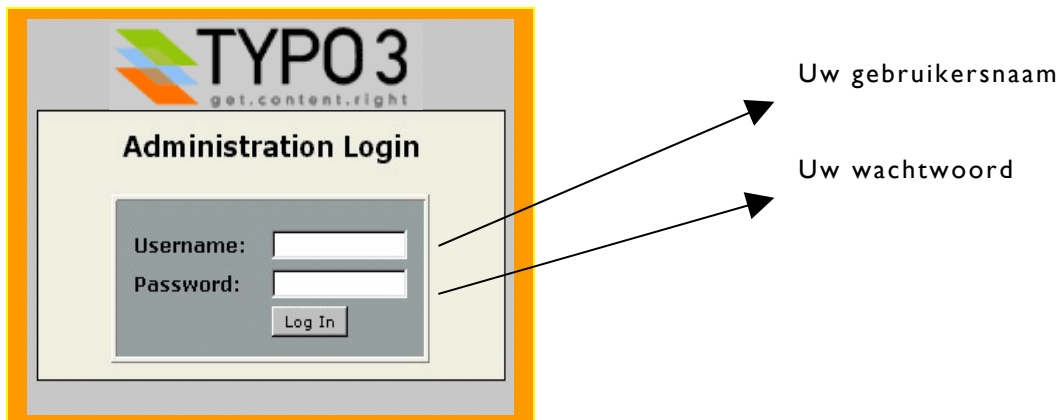 TYPO3
get.content.right
Administration Login
Username:
Password:
Log In
Uw gebruikersnaam
Uw wachtwoord